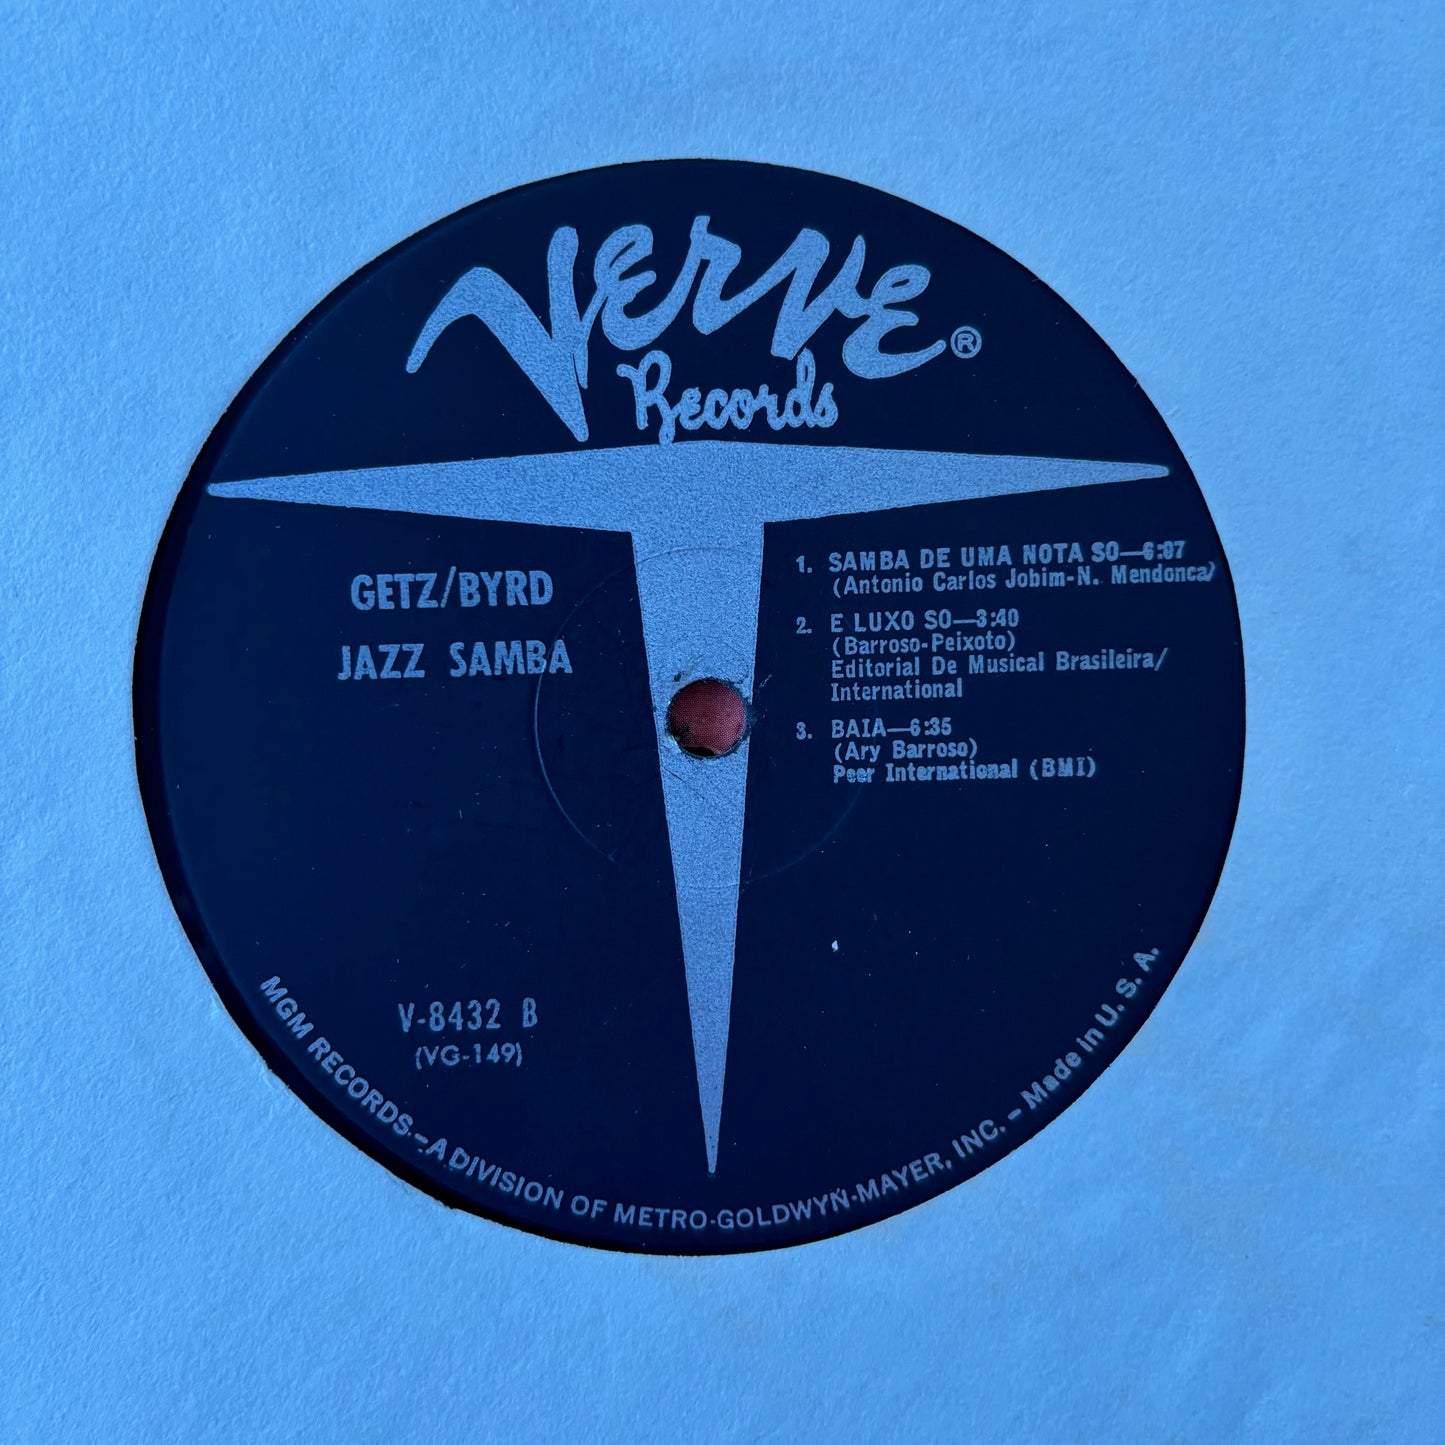 Verve ®
Records
GETZ/BYRD
JAZZ SAMBA
1. SAMBA DE UMA NOTA SO—6:07
(Antonio Carlos Jobim-N. Mendonca)
2. E LUXO SO—3:40
(Barroso-Peixoto)
Editorial De Musical Brasileira/
International
3. BAIA—6:35
(Ary Barroso)
Peer International (BMI)
V-8432 B
(VG-149)
MGM RECORDS—A DIVISION OF METRO-GOLDWYN-MAYER, INC. – Made in U. S. A.